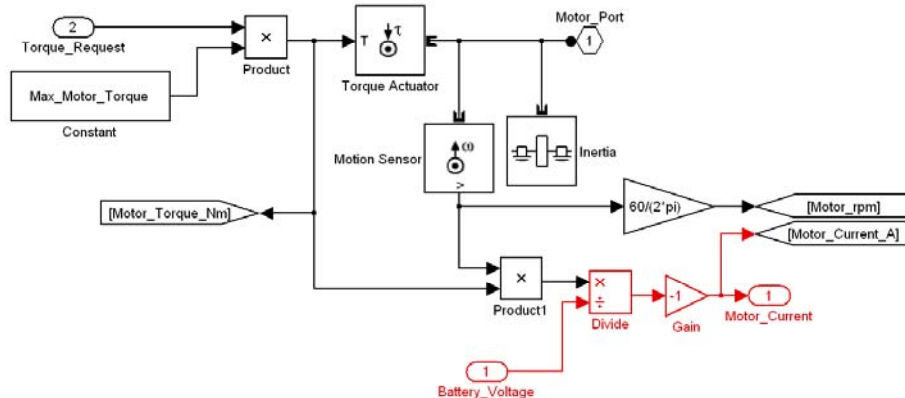 2
Torque_Request
×
Product
Max_Motor_Torque
Constant
T
τ
Torque Actuator
Motor_Port
1
ω
Motion Sensor
v
Inertia
[Motor_Torque_Nm]
60/(2*pi)
[Motor_rpm]
[Motor_Current_A]
×
Product1
×
÷
Divide
-1
Gain
1
Motor_Current
1
Battery_Voltage